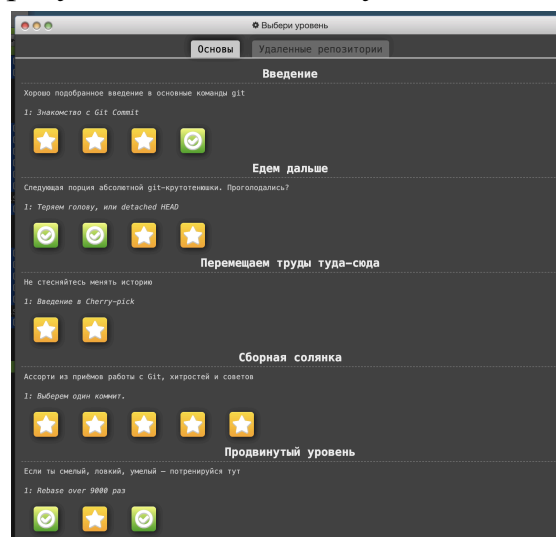 Выбери уровень
Основы Удаленные репозитории
Введение
Хорошо подобранное введение в основные команды git
1: Знакомство с Git Commit
Едем дальше
Следующая порция абсолютной git-крутотенюшки. Проголодались?
1: Теряем голову, или detached HEAD
Перемещаем труды туда-сюда
Не стесняйтесь менять историю
1: Введение в Cherry-pick
Сборная солянка
Ассорти из приёмов работы с Git, хитростей и советов
1: Выберем один коммит.
Продвинутый уровень
Если ты смелый, ловкий, умелый — потренируйся тут
1: Rebase over 9000 раз